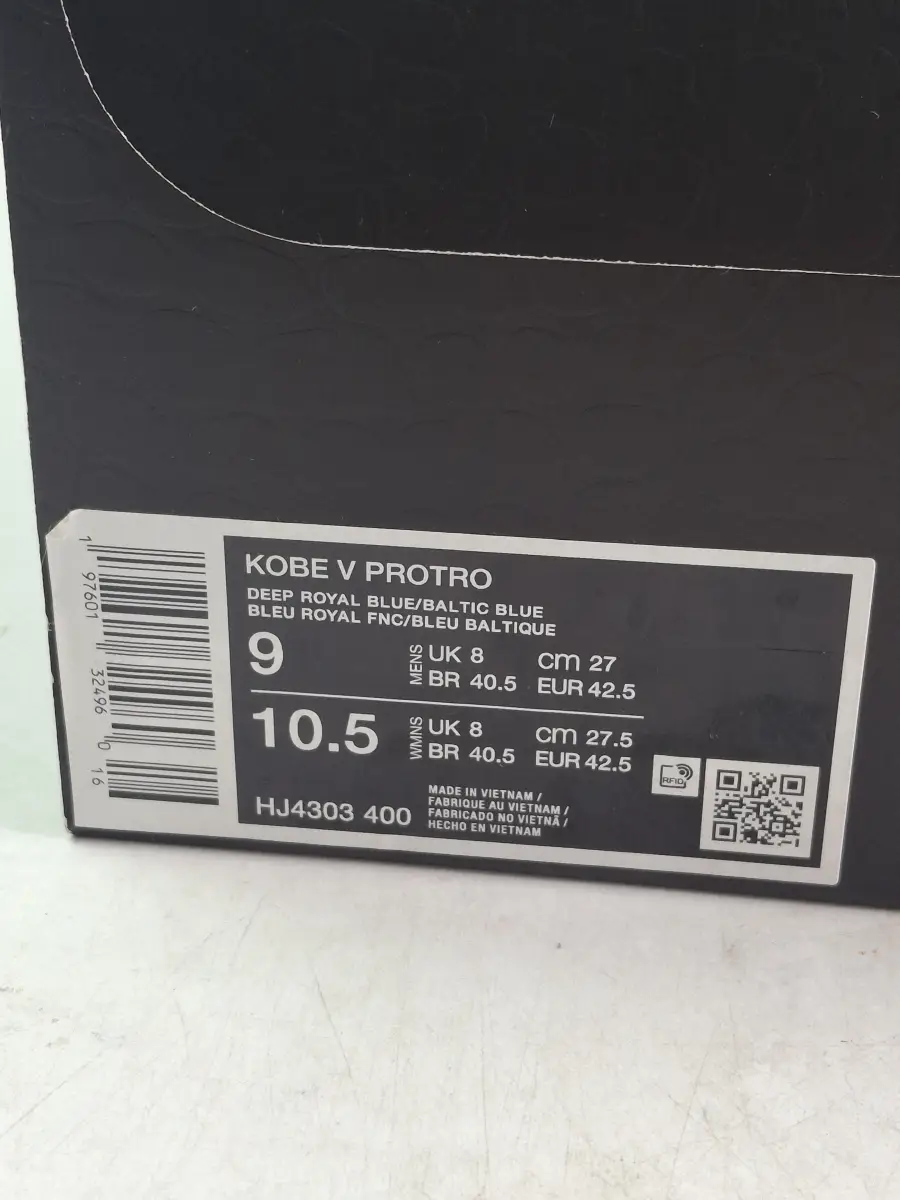 KOBE V PROTRO
DEEP ROYAL BLUE/BALTIC BLUE
BLEU ROYAL FNC/BLEU BALTIQUE
9
MENS
UK 8 cm 27
BR 40.5 EUR 42.5
10.5
WMNS
UK 8 cm 27.5
BR 40.5 EUR 42.5
HJ4303 400
MADE IN VIETNAM /
FABRIQUE AU VIETNAM /
FABRICADO NO VIETNÃ /
HECHO EN VIETNAM
RFID
1 97601 32496 0 16